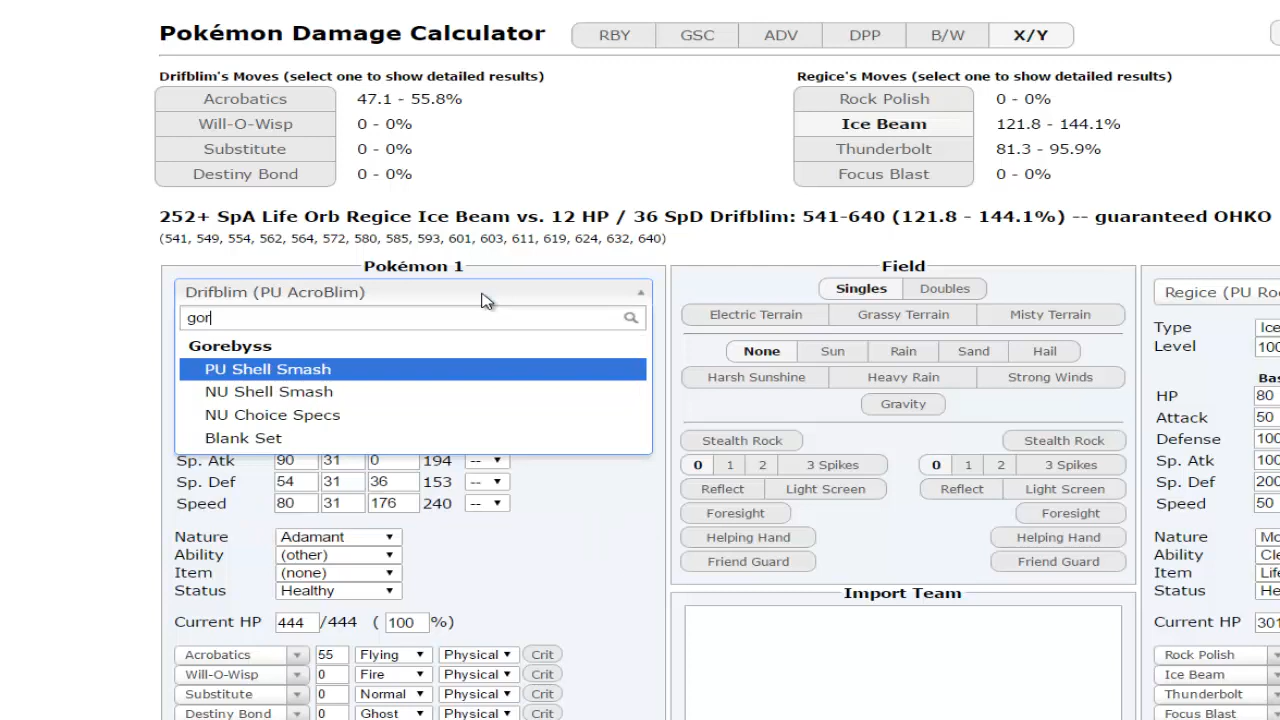 Pokémon Damage Calculator RBY GSC ADV DPP B/W X/Y
Drifblim's Moves (select one to show detailed results)
Acrobatics 47.1 - 55.8%
Will-O-Wisp 0 - 0%
Substitute 0 - 0%
Destiny Bond 0 - 0%
Regice's Moves (select one to show detailed results)
Rock Polish 0 - 0%
Ice Beam 121.8 - 144.1%
Thunderbolt 81.3 - 95.9%
Focus Blast 0 - 0%
252+ SpA Life Orb Regice Ice Beam vs. 12 HP / 36 SpD Drifblim: 541-640 (121.8 - 144.1%) -- guaranteed OHKO
(541, 549, 554, 562, 564, 572, 580, 585, 593, 601, 603, 611, 619, 624, 632, 640)
Pokémon 1
Drifblim (PU AcroBlim)
gor
Gorebyss
PU Shell Smash
NU Shell Smash
NU Choice Specs
Blank Set
Sp. Atk 90 31 0 194 --
Sp. Def 54 31 36 153 --
Speed 80 31 176 240 --
Nature Adamant
Ability (other)
Item (none)
Status Healthy
Current HP 444 /444 ( 100 %)
Acrobatics 55 Flying Physical Crit
Will-O-Wisp 0 Fire Physical Crit
Substitute 0 Normal Physical Crit
Destiny Bond 0 Ghost Physical Crit
Field
Singles Doubles
Electric Terrain Grassy Terrain Misty Terrain
None Sun Rain Sand Hail
Harsh Sunshine Heavy Rain Strong Winds
Gravity
Stealth Rock Stealth Rock
0 1 2 3 Spikes 0 1 2 3 Spikes
Reflect Light Screen Reflect Light Screen
Foresight Foresight
Helping Hand Helping Hand
Friend Guard Friend Guard
Import Team
Regice (PU Ro
Type Ice
Level 100
Bas
HP 80
Attack 50
Defense 100
Sp. Atk 100
Sp. Def 200
Speed 50
Nature Mo
Ability Cle
Item Life
Status He
Current HP 301
Rock Polish
Ice Beam
Thunderbolt
Focus Blast